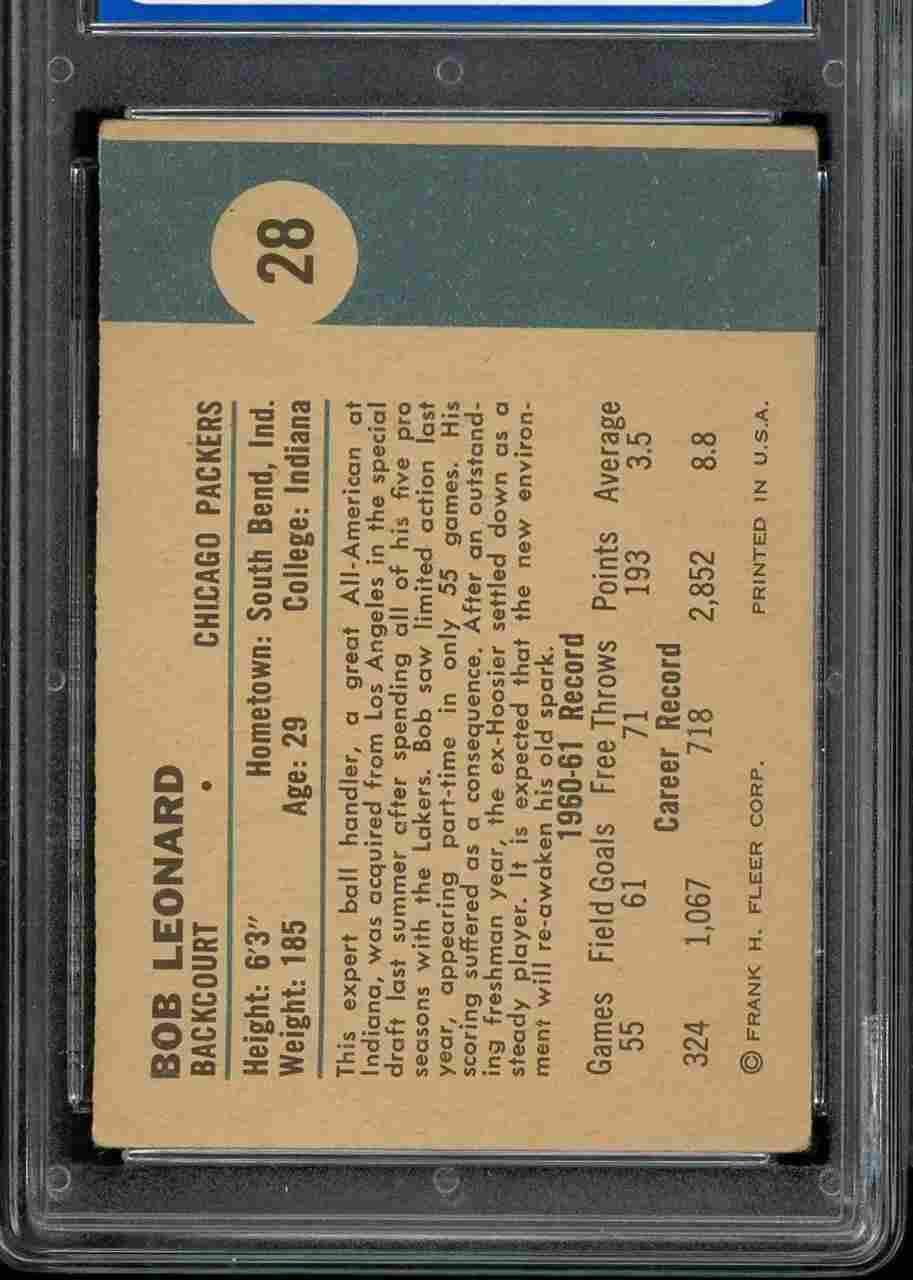 28
BOB LEONARD
BACKCOURT • CHICAGO PACKERS
Height: 6'3" Hometown: South Bend, Ind.
Weight: 185 Age: 29 College: Indiana
This expert ball handler, a great All-American at
Indiana, was acquired from Los Angeles in the special
draft last summer after spending all of his five pro
seasons with the Lakers. Bob saw limited action last
year, appearing part-time in only 55 games. His
scoring suffered as a consequence. After an outstand-
ing freshman year, the ex-Hoosier settled down as a
steady player. It is expected that the new environ-
ment will re-awaken his old spark.
1960-61 Record
Games Field Goals Free Throws Points Average
55 61 71 193 3.5
Career Record
324 1,067 718 2,852 8.8
© FRANK H. FLEER CORP. PRINTED IN U.S.A.